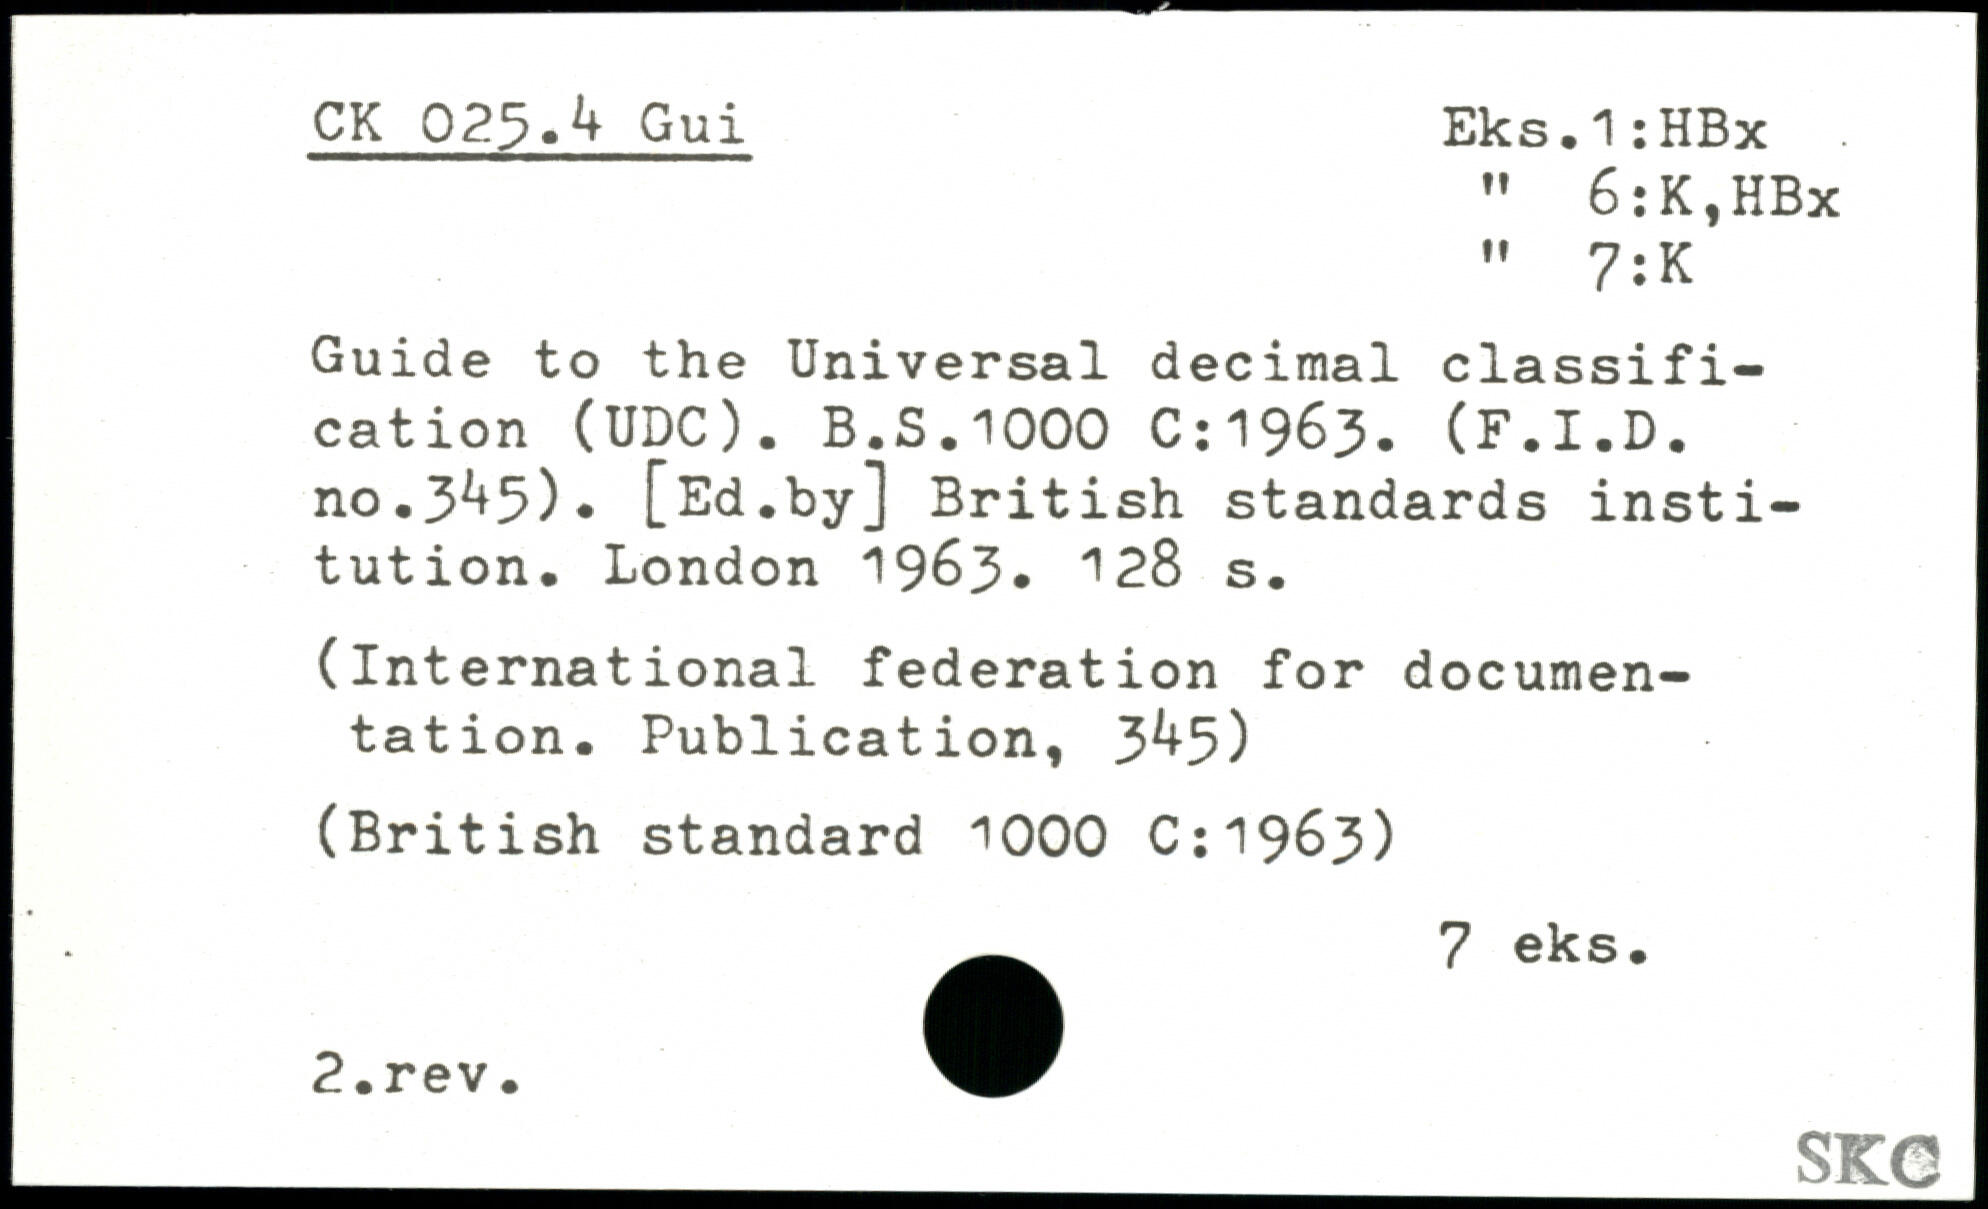 CK 025.4 Gui
Eks.1:HBx
" 6:K,HBx
" 7:K
Guide to the Universal decimal classifi-
cation (UDC). B.S.1000 C:1963. (F.I.D.
no.345). [Ed.by] British standards insti-
tution. London 1963. 128 s.
(International federation for documen-
tation. Publication, 345)
(British standard 1000 C:1963)
7 eks.
2.rev.
SKC